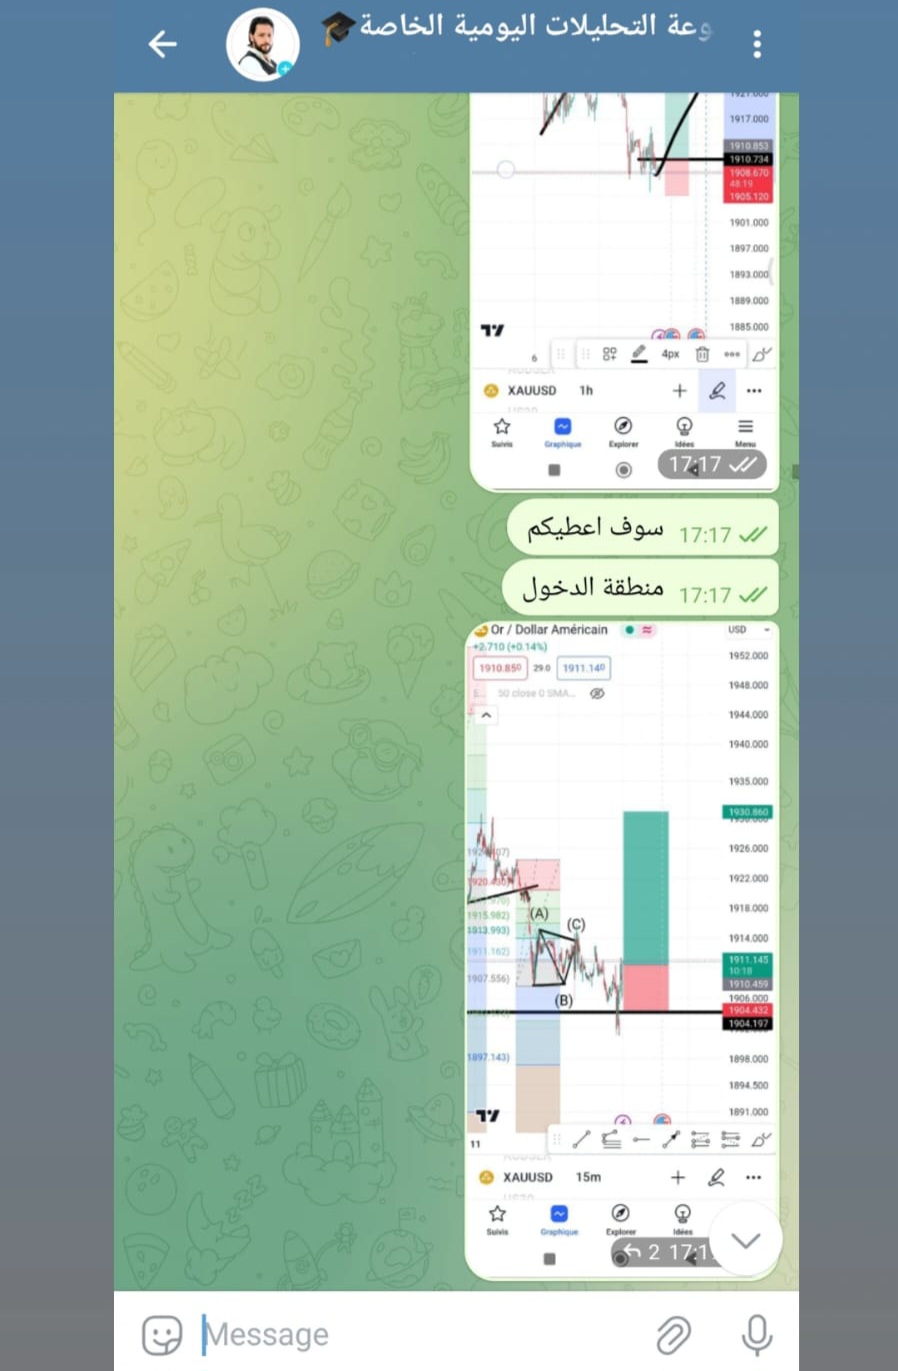 وعة التحليلات اليومية الخاصة
1921.000
1917.000
1910.853
1910.734
1908.670
48:19
1905.120
1901.000
1897.000
1893.000
1889.000
1885.000
6
4px
XAUUSD 1h
Suivis Graphique Explorer Idées Menu
17:17
سوف اعطيكم 17:17
منطقة الدخول 17:17
Or / Dollar Américain USD
+2.710 (+0.14%)
1910.850 29.0 1911.140
50 close 0 SMA...
1952.000
1948.000
1944.000
1940.000
1935.000
1930.860
1926.000
1922.000
1918.000
1915.982)
(A)
(C)
1913.993)
1914.000
1911.162)
1911.145
10:18
1907.556)
1910.459
(B)
1906.000
1904.432
1904.197
1897.143)
1898.000
1894.500
1891.000
11
XAUUSD 15m
Suivis Graphique Explorer Idées
2 17:1
Message